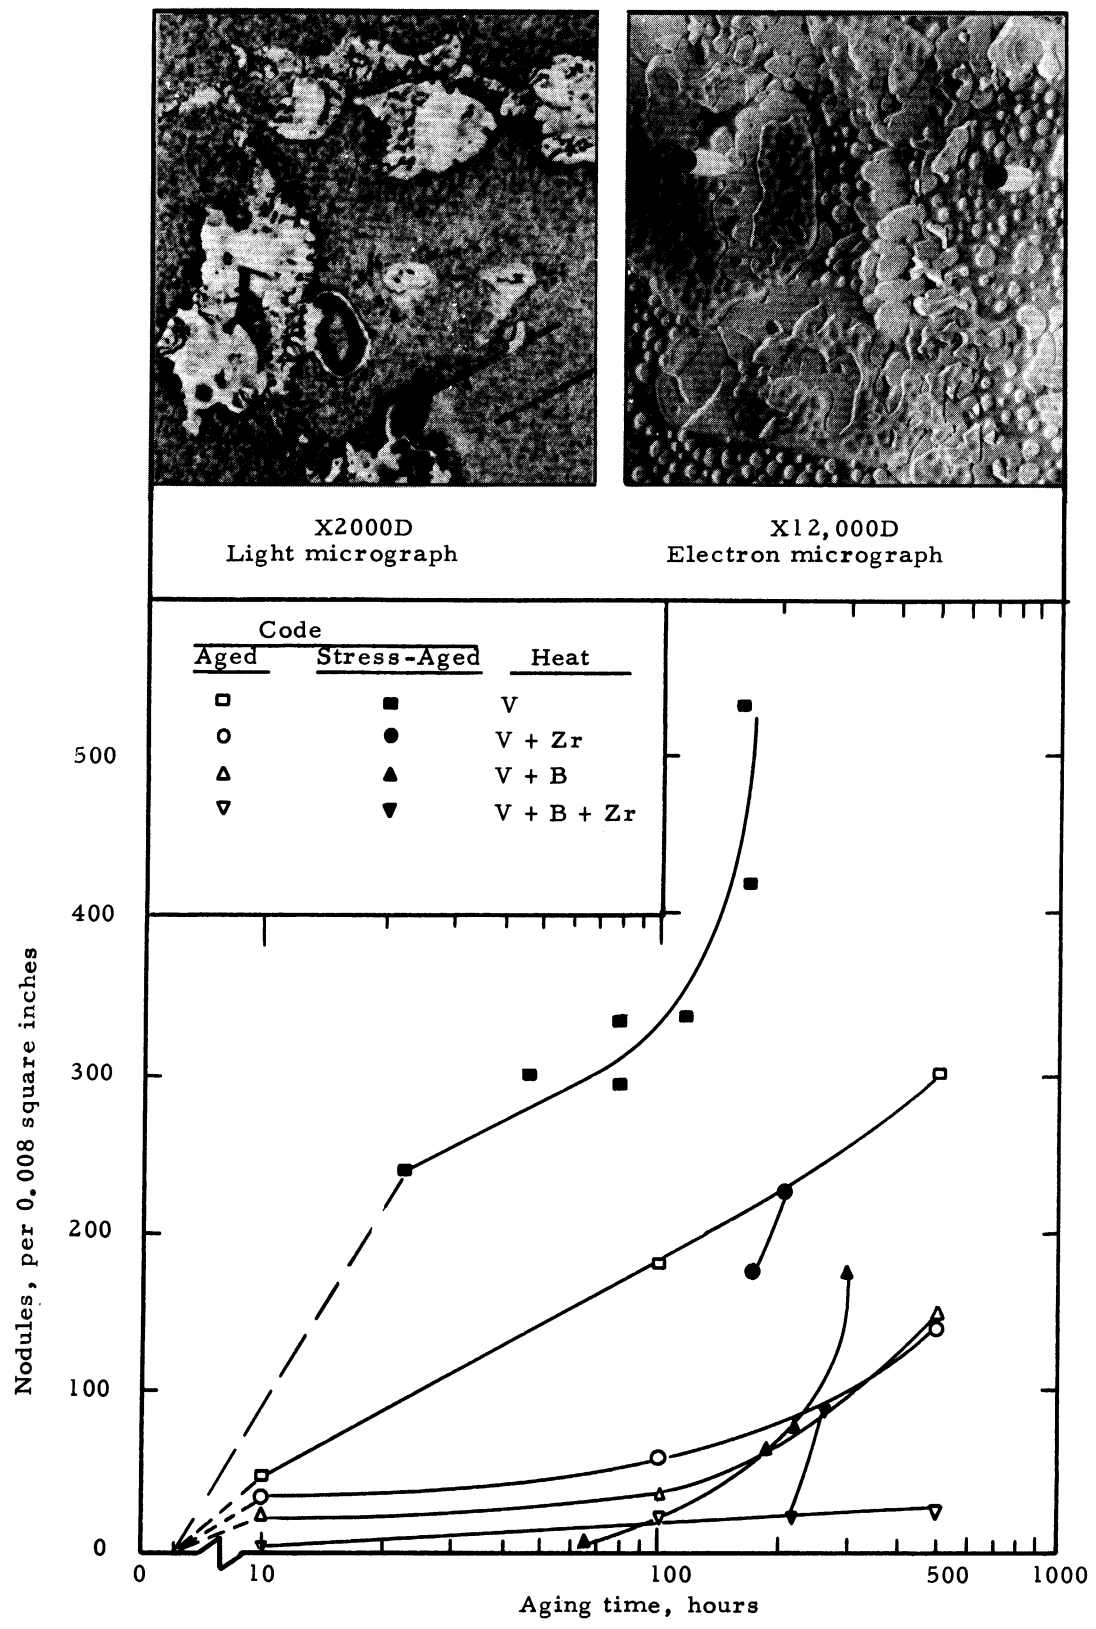 X2000D
Light micrograph
X12,000D
Electron micrograph
Code
Aged Stress-Aged Heat
V
V + Zr
V + B
V + B + Zr
500
400
300
200
100
0
Nodules, per 0.008 square inches
0 10 100 500 1000
Aging time, hours